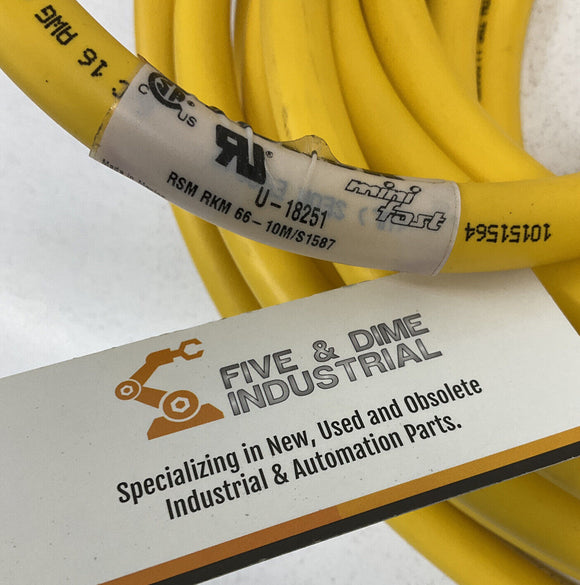 C 16 AWG
C US
U-18251
RSM RKM 66-10M/S1587
mini
fast
10151564
FIVE & DIME
INDUSTRIAL
Specializing in New, Used and Obsolete
Industrial & Automation Parts.